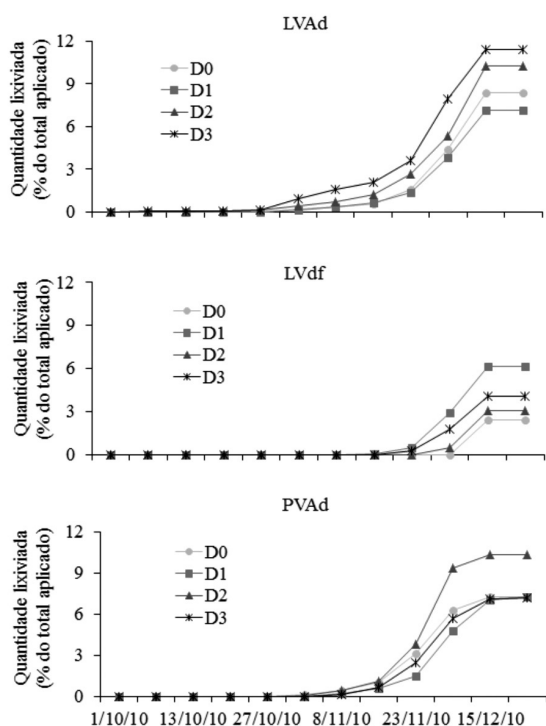 LVAd
Quantidade lixiviada
(% do total aplicado)
12
9
6
3
0
D0
D1
D2
D3
LVdf
Quantidade lixiviada
(% do total aplicado)
12
9
6
3
0
D0
D1
D2
D3
PVAd
Quantidade lixiviada
(% do total aplicado)
12
9
6
3
0
D0
D1
D2
D3
1/10/10 13/10/10 27/10/10 8/11/10 23/11/10 15/12/10